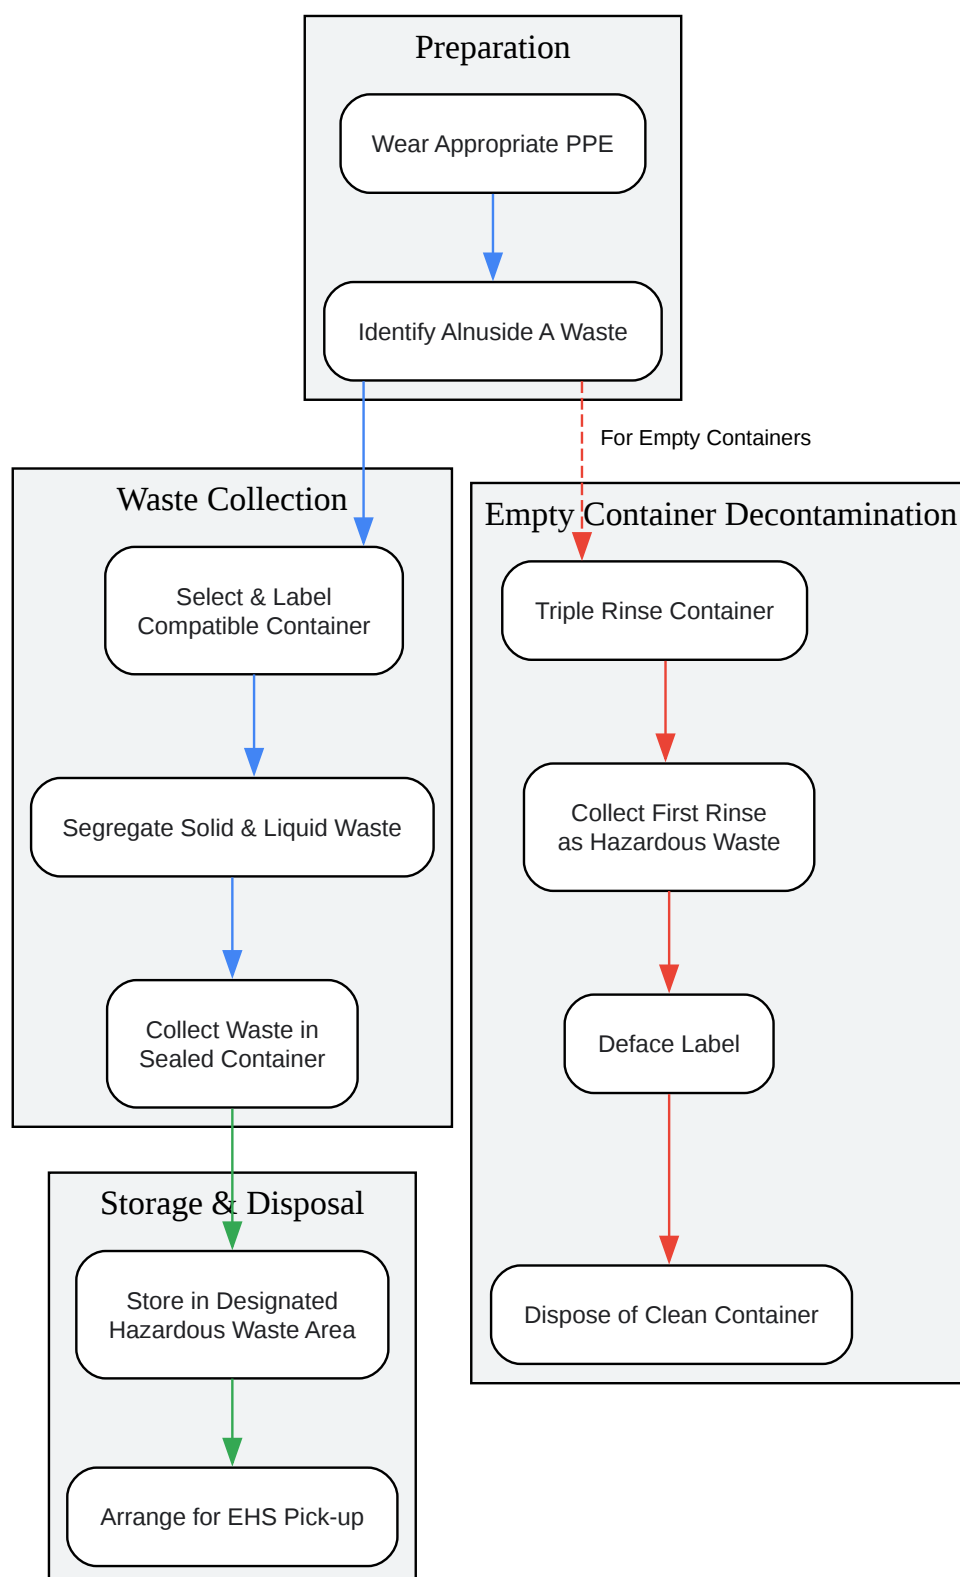 Preparation
Wear Appropriate PPE
Identify Alnuside A Waste
For Empty Containers
Waste Collection
Select & Label
Compatible Container
Segregate Solid & Liquid Waste
Collect Waste in
Sealed Container
Empty Container Decontamination
Triple Rinse Container
Collect First Rinse
as Hazardous Waste
Deface Label
Dispose of Clean Container
Storage & Disposal
Store in Designated
Hazardous Waste Area
Arrange for EHS Pick-up